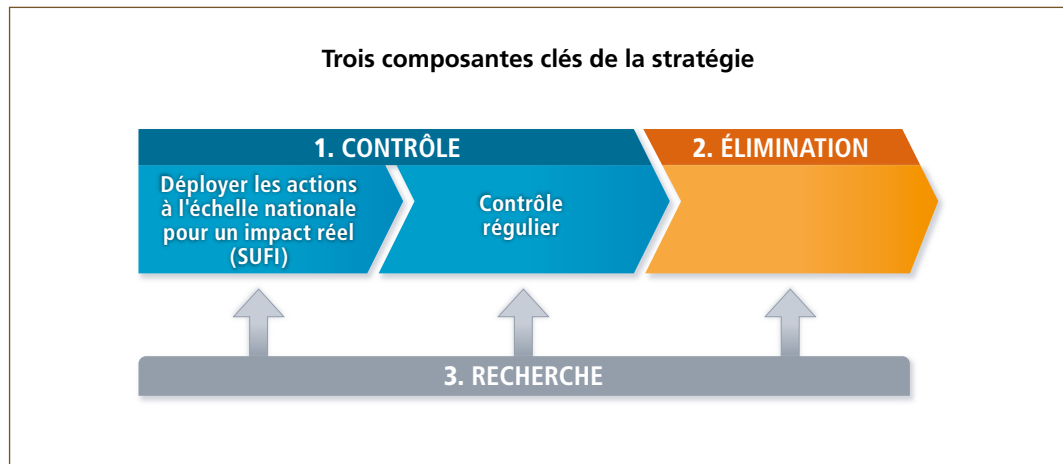 Trois composantes clés de la stratégie
1. CONTRÔLE
2. ÉLIMINATION
Déployer les actions
à l'échelle nationale
pour un impact réel
(SUFI)
Contrôle
régulier
3. RECHERCHE